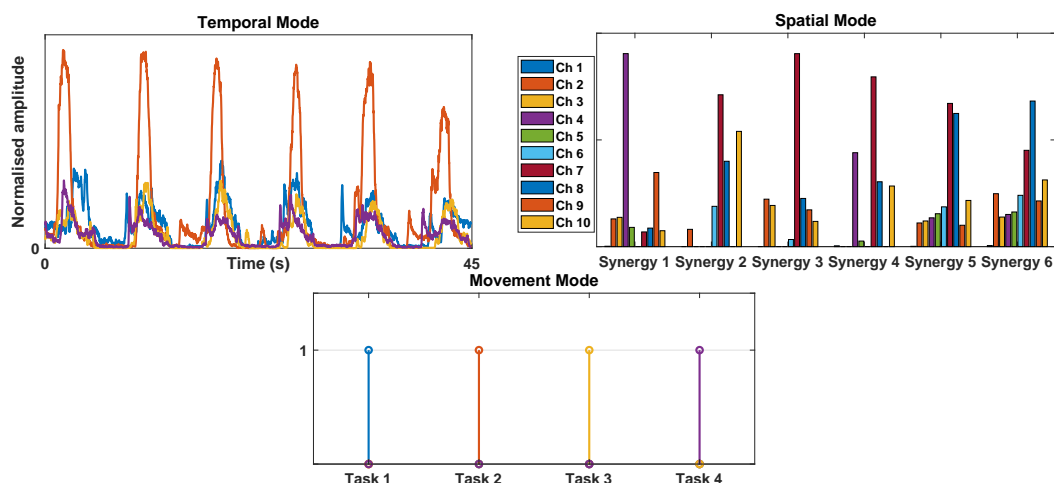 Temporal Mode
Normalised amplitude
0
0
Time (s)
45
Spatial Mode
Ch 1
Ch 2
Ch 3
Ch 4
Ch 5
Ch 6
Ch 7
Ch 8
Ch 9
Ch 10
Synergy 1 Synergy 2 Synergy 3 Synergy 4 Synergy 5 Synergy 6
Movement Mode
1
Task 1 Task 2 Task 3 Task 4